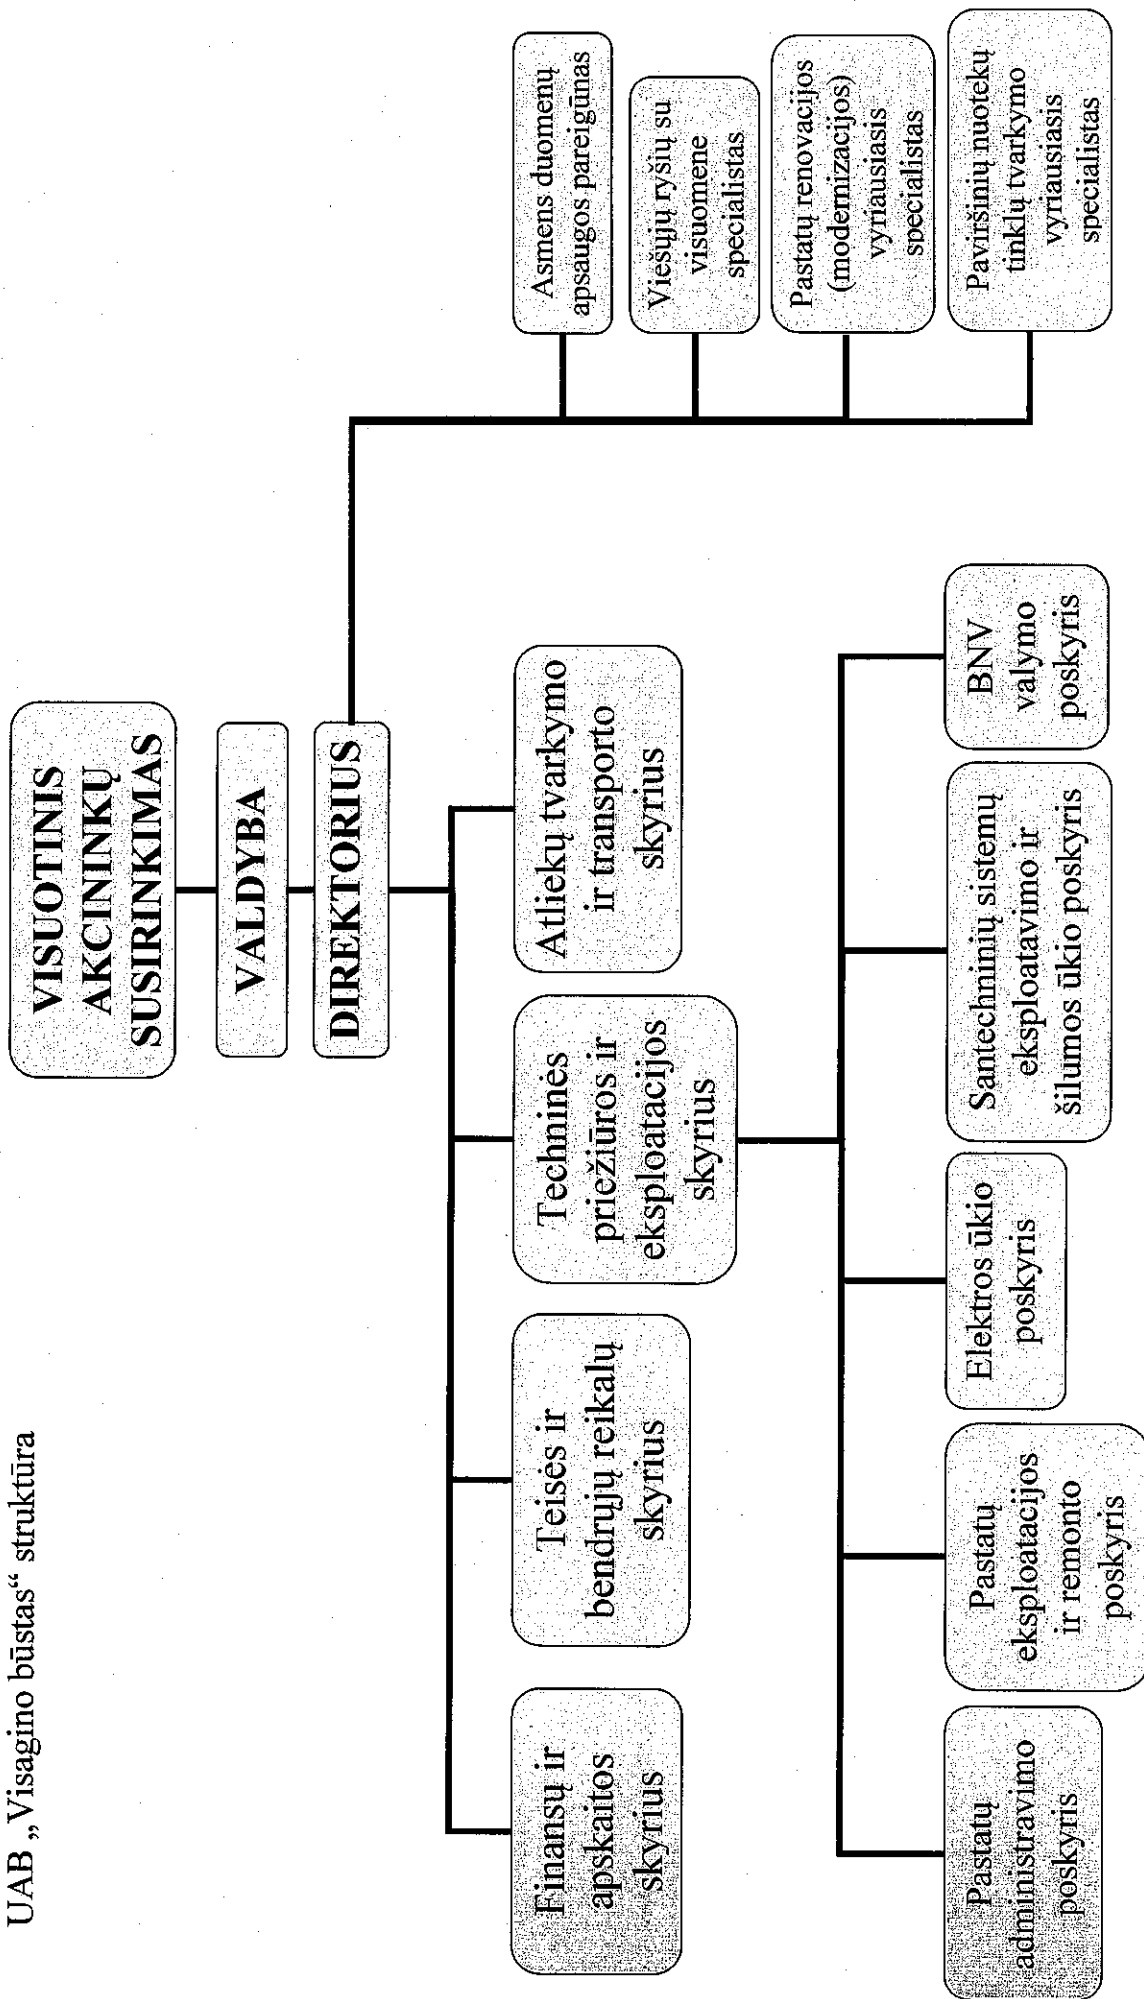 UAB „Visagino būstas“ struktūra
VISUOTINIS
AKCININKŲ
SUSIRINKIMAS
VALDYBA
DIREKTORIUS
Asmens duomenų
apsaugos pareigūnas
Viešųjų ryšių su
visuomene
specialistas
Pastatų renovacijos
(modernizacijos)
vyriausiasis
specialistas
Paviršinių nuotekų
tinklų tvarkymo
vyriausiasis
specialistas
Finansų ir
apskaitos
skyrius
Teisės ir
bendrųjų reikalų
skyrius
Techninės
priežiūros ir
eksploatacijos
skyrius
Atliekų tvarkymo
ir transporto
skyrius
Pastatų
administravimo
poskyris
Pastatų
eksploatacijos
ir remonto
poskyris
Elektros ūkio
poskyris
Santechninių sistemų
eksploatavimo ir
šilumos ūkio poskyris
BNV
valymo
poskyris